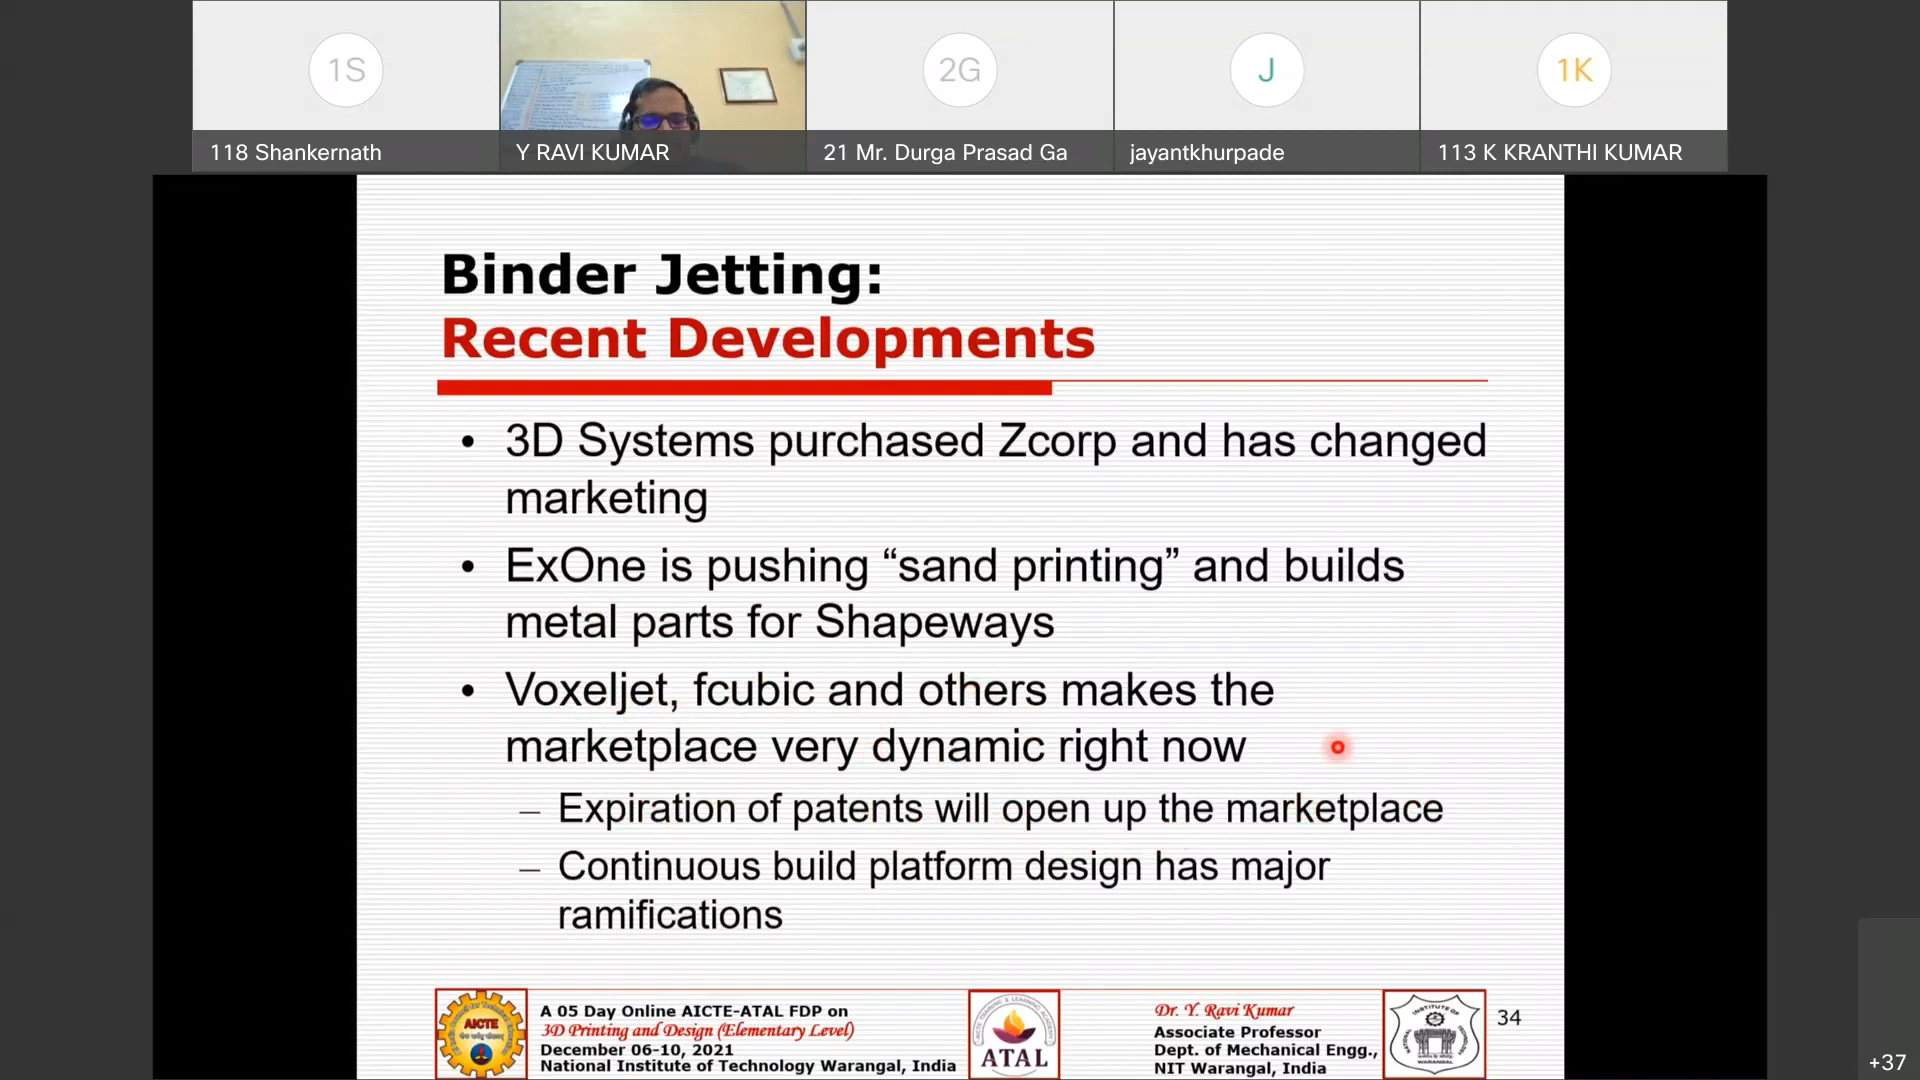 1S
2G
J
1K
118 Shankernath
Y RAVI KUMAR
21 Mr. Durga Prasad Ga
jayantkhurpade
113 K KRANTHI KUMAR
Binder Jetting:
Recent Developments
• 3D Systems purchased Zcorp and has changed
marketing
• ExOne is pushing “sand printing” and builds
metal parts for Shapeways
• Voxeljet, fcubic and others makes the
marketplace very dynamic right now
– Expiration of patents will open up the marketplace
– Continuous build platform design has major
ramifications
AICTE
A 05 Day Online AICTE-ATAL FDP on
3D Printing and Design (Elementary Level)
December 06-10, 2021
National Institute of Technology Warangal, India
ATAL
Dr. Y. Ravi Kumar
Associate Professor
Dept. of Mechanical Engg.,
NIT Warangal, India
34
+37